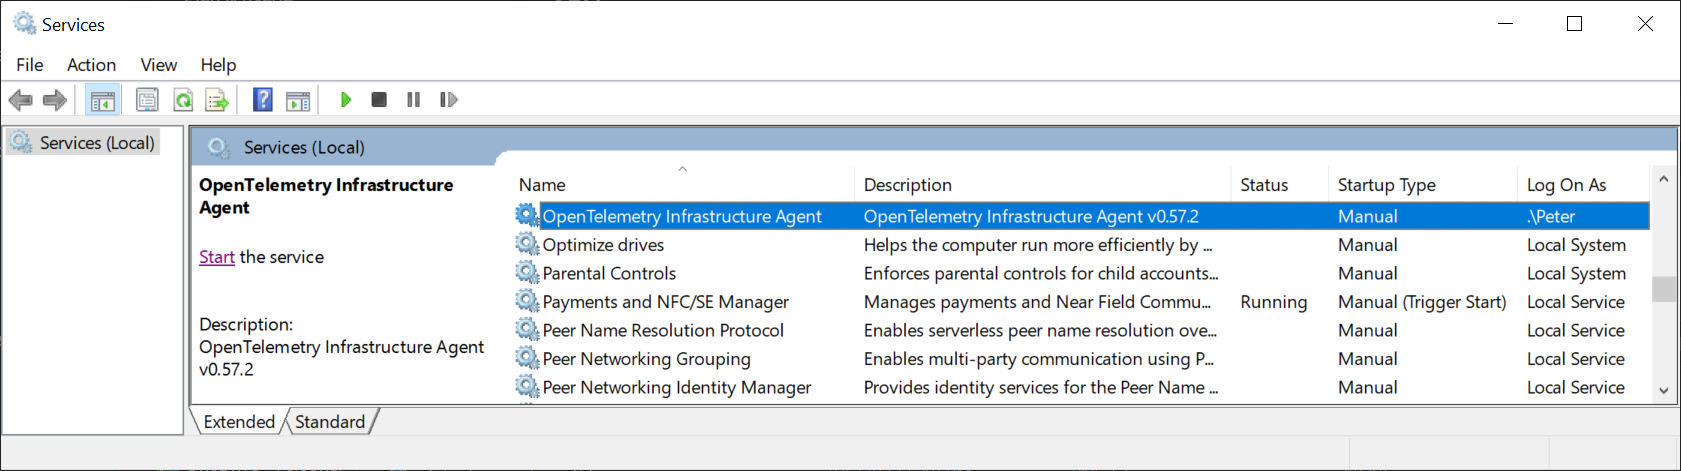 Services
File Action View Help
Services (Local)
Services (Local)
OpenTelemetry Infrastructure
Agent
Start the service
Description:
OpenTelemetry Infrastructure Agent
v0.57.2
Name Description Status Startup Type Log On As
OpenTelemetry Infrastructure Agent OpenTelemetry Infrastructure Agent v0.57.2 Manual .\Peter
Optimize drives Helps the computer run more efficiently by ... Manual Local System
Parental Controls Enforces parental controls for child accounts... Manual Local System
Payments and NFC/SE Manager Manages payments and Near Field Commu... Running Manual (Trigger Start) Local Service
Peer Name Resolution Protocol Enables serverless peer name resolution ove... Manual Local Service
Peer Networking Grouping Enables multi-party communication using P... Manual Local Service
Peer Networking Identity Manager Provides identity services for the Peer Name ... Manual Local Service
Extended Standard